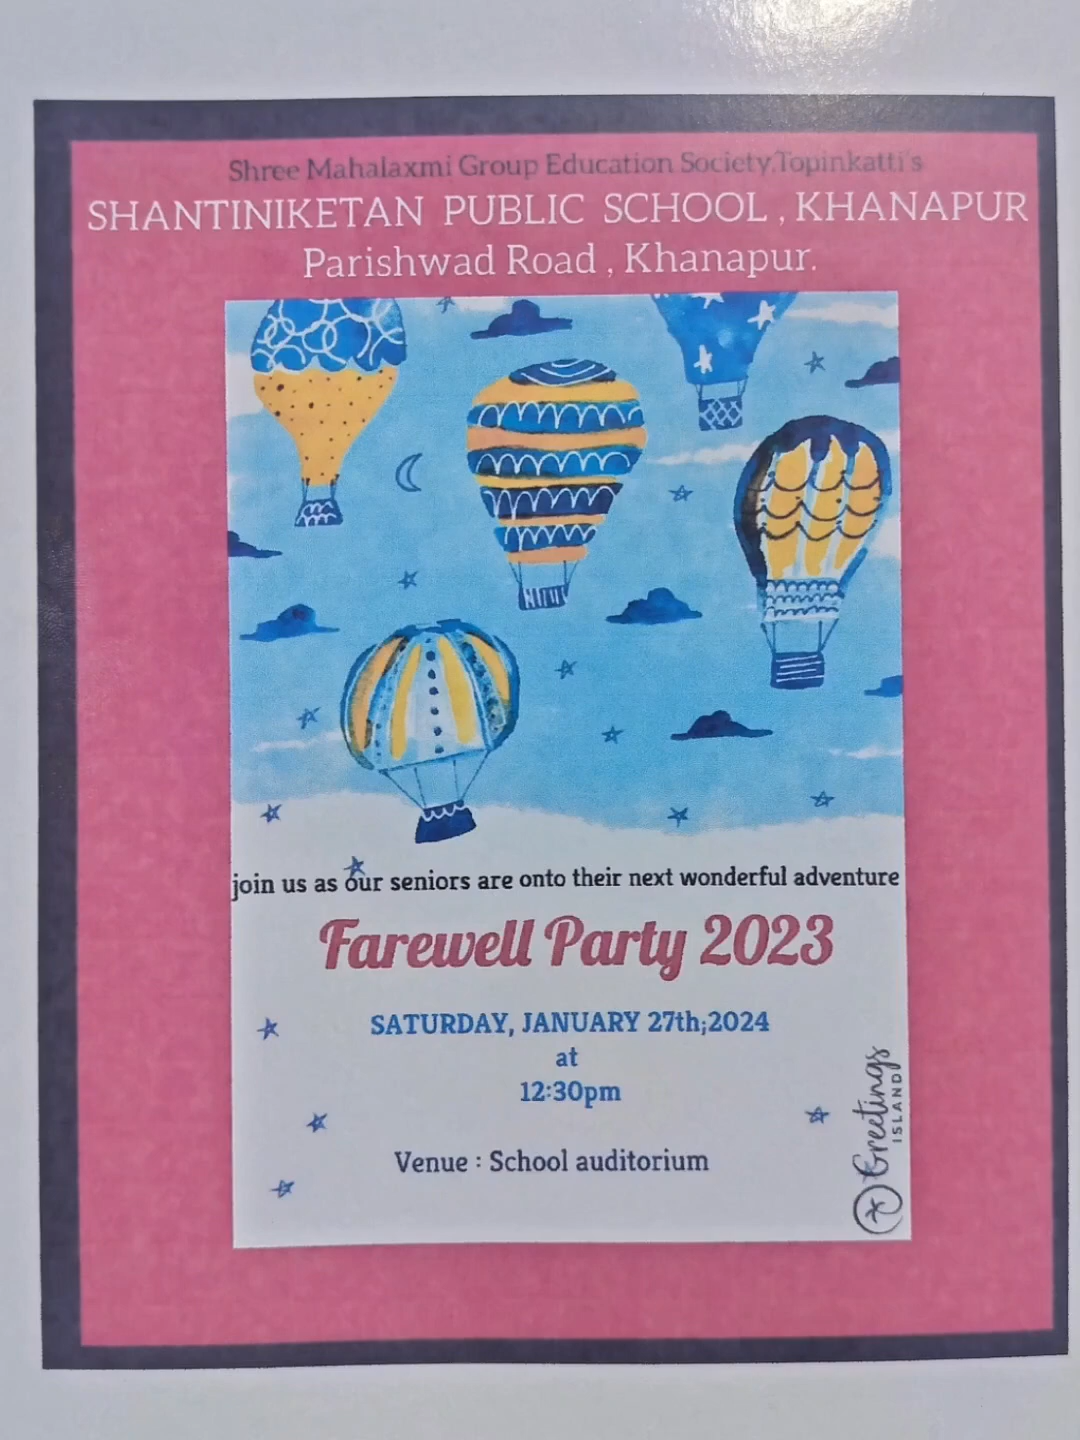 Shree Mahalaxmi Group Education Society,Topinkatti's
SHANTINIKETAN PUBLIC SCHOOL , KHANAPUR
Parishwad Road , Khanapur.
join us as our seniors are onto their next wonderful adventure
Farewell Party 2023
SATURDAY, JANUARY 27th;2024
at
12:30pm
Venue : School auditorium
Greetings
ISLAND